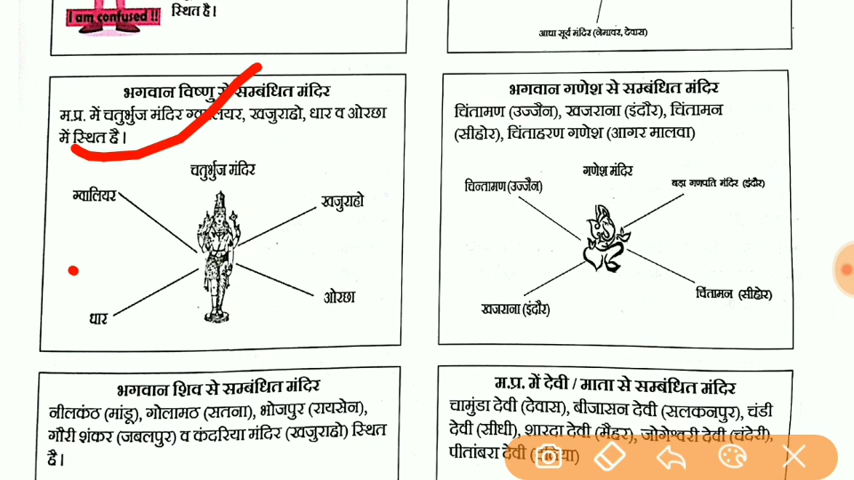 I am confused !!
स्थित है।
आधा सूर्य मंदिर (नेमावर, देवास)
भगवान विष्णु से सम्बंधित मंदिर
म.प्र. में चतुर्भुज मंदिर ग्वालियर, खजुराहो, धार व ओरछा
में स्थित है।
चतुर्भुज मंदिर
ग्वालियर
खजुराहो
धार
ओरछा
भगवान गणेश से सम्बंधित मंदिर
चिंतामण (उज्जैन), खजराना (इंदौर), चिंतामन
(सीहोर), चिंताहरण गणेश (आगर मालवा)
गणेश मंदिर
चिन्तामण (उज्जैन)
बड़ा गणपति मंदिर (इंदौर)
खजराना (इंदौर)
चिंतामन (सीहोर)
भगवान शिव से सम्बंधित मंदिर
नीलकंठ (मांडू), गोलामठ (सतना), भोजपुर (रायसेन),
गौरी शंकर (जबलपुर) व कंदरिया मंदिर (खजुराहो) स्थित
है।
म.प्र. में देवी / माता से सम्बंधित मंदिर
चामुंडा देवी (देवास), बीजासन देवी (सलकनपुर), चंडी
देवी (सीधी), शारदा देवी (मैहर), जोगेश्वरी देवी (चंदेरी),
पीतांबरा देवी